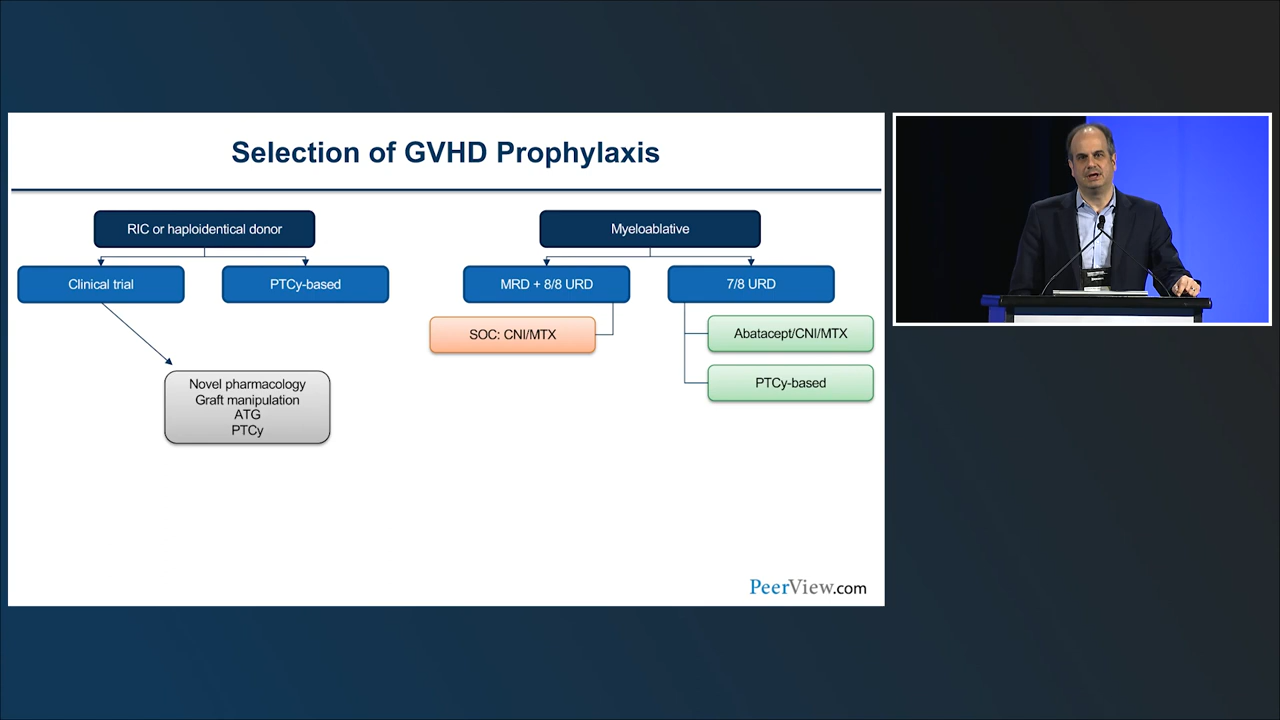 Selection of GVHD Prophylaxis
RIC or haploidentical donor
Clinical trial
PTCy-based
Novel pharmacology
Graft manipulation
ATG
PTCy
Myeloablative
MRD + 8/8 URD
7/8 URD
SOC: CNI/MTX
Abatacept/CNI/MTX
PTCy-based
PeerView.com